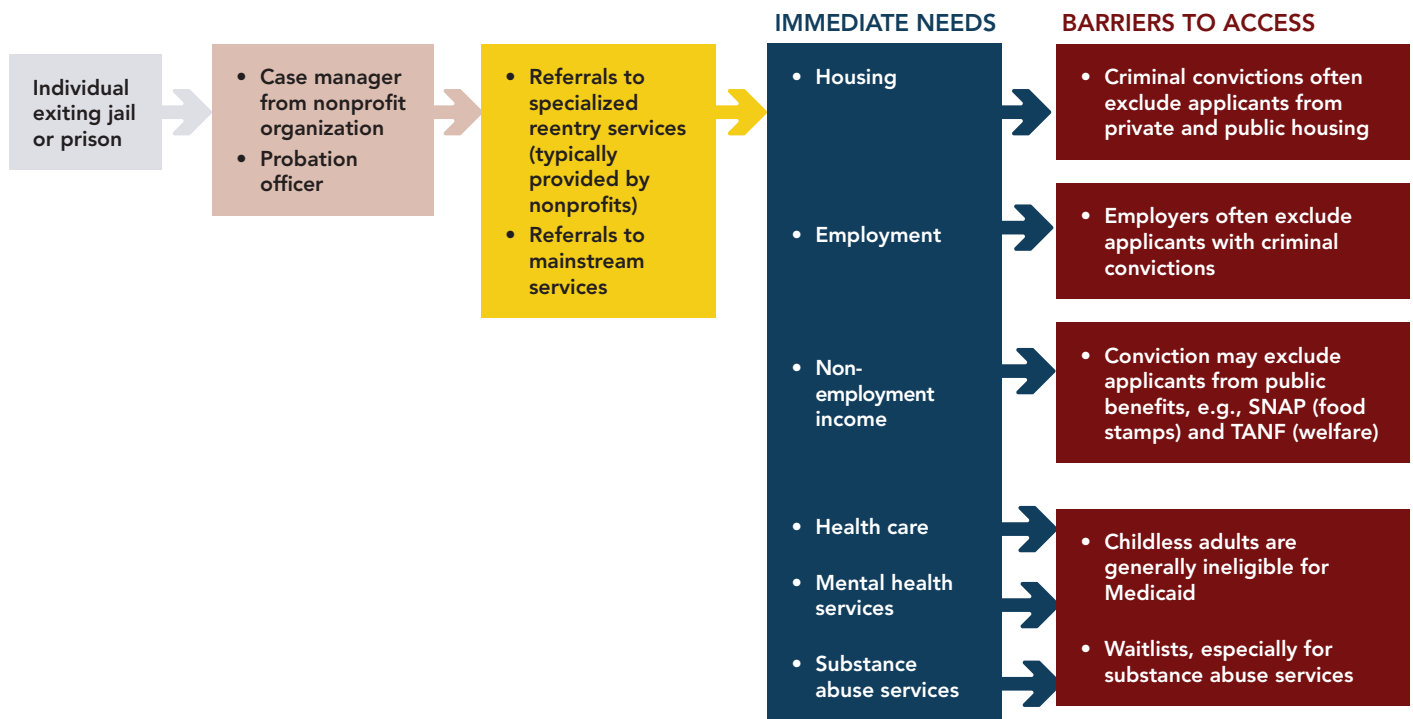 IMMEDIATE NEEDS
BARRIERS TO ACCESS
Individual
exiting jail
or prison
• Case manager
from nonprofit
organization
• Probation
officer
• Referrals to
specialized
reentry services
(typically
provided by
nonprofits)
• Referrals to
mainstream
services
• Housing
• Employment
• Non-
employment
income
• Health care
• Mental health
services
• Substance
abuse services
• Criminal convictions often
exclude applicants from
private and public housing
• Employers often exclude
applicants with criminal
convictions
• Conviction may exclude
applicants from public
benefits, e.g., SNAP (food
stamps) and TANF (welfare)
• Childless adults are
generally ineligible for
Medicaid
• Waitlists, especially for
substance abuse services